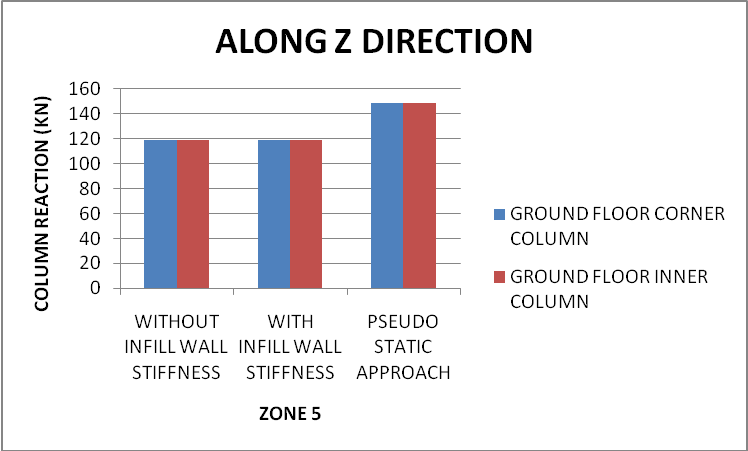 ALONG Z DIRECTION
COLUMN REACTION (KN)
160
140
120
100
80
60
40
20
0
WITHOUT
INFILL WALL
STIFFNESS
WITH
INFILL WALL
STIFFNESS
PSEUDO
STATIC
APPROACH
ZONE 5
GROUND FLOOR CORNER
COLUMN
GROUND FLOOR INNER
COLUMN